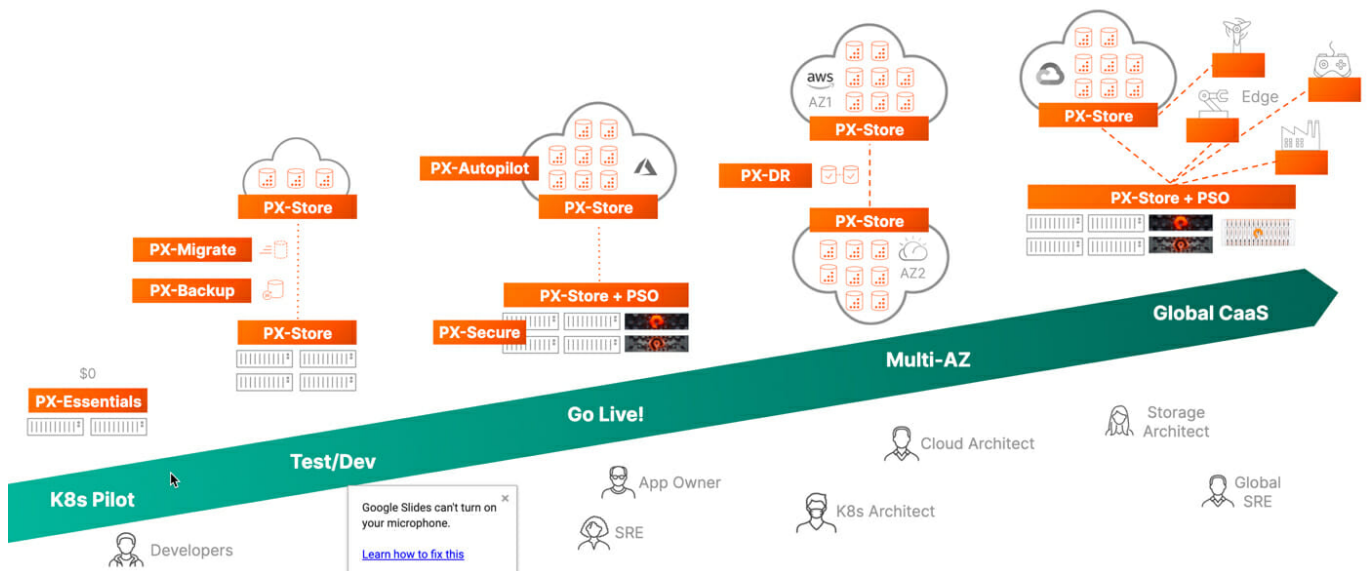 $0
PX-Essentials
K8s Pilot
Developers
PX-Store
PX-Migrate
PX-Backup
PX-Store
Test/Dev
Google Slides can't turn on
your microphone.
Learn how to fix this
×
PX-Autopilot
PX-Store
PX-Store + PSO
PX-Secure
Go Live!
App Owner
SRE
aws
AZ1
PX-Store
PX-DR
PX-Store
AZ2
Multi-AZ
Cloud Architect
K8s Architect
PX-Store
Edge
PX-Store + PSO
Global CaaS
Storage
Architect
Global
SRE